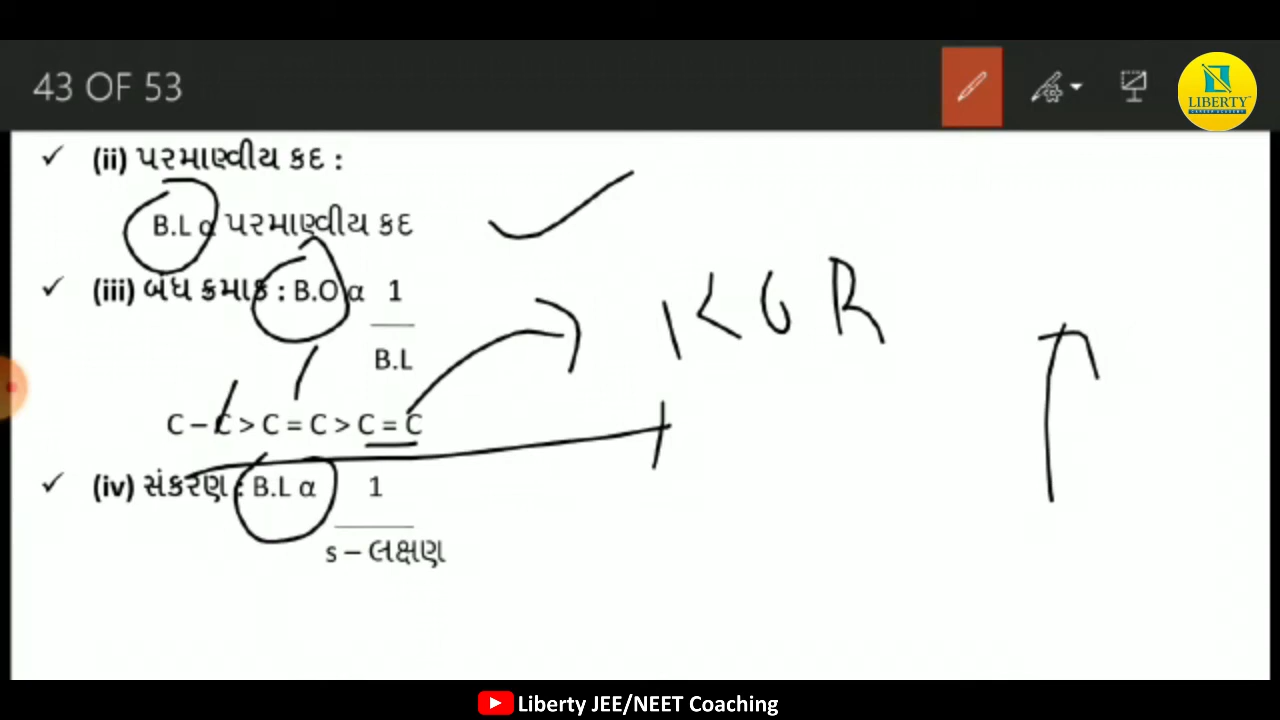 43 OF 53
LIBERTY
✓ (ii) પરમાણ્વીય કદ :
B.L α પરમાણ્વીય કદ
✓ (iii) બંધ ક્રમાક : B.O α 1
B.L
C – C > C = C > C = C
✓ (iv) સંકરણ : B.L α 1
s – લક્ષણ
Liberty JEE/NEET Coaching